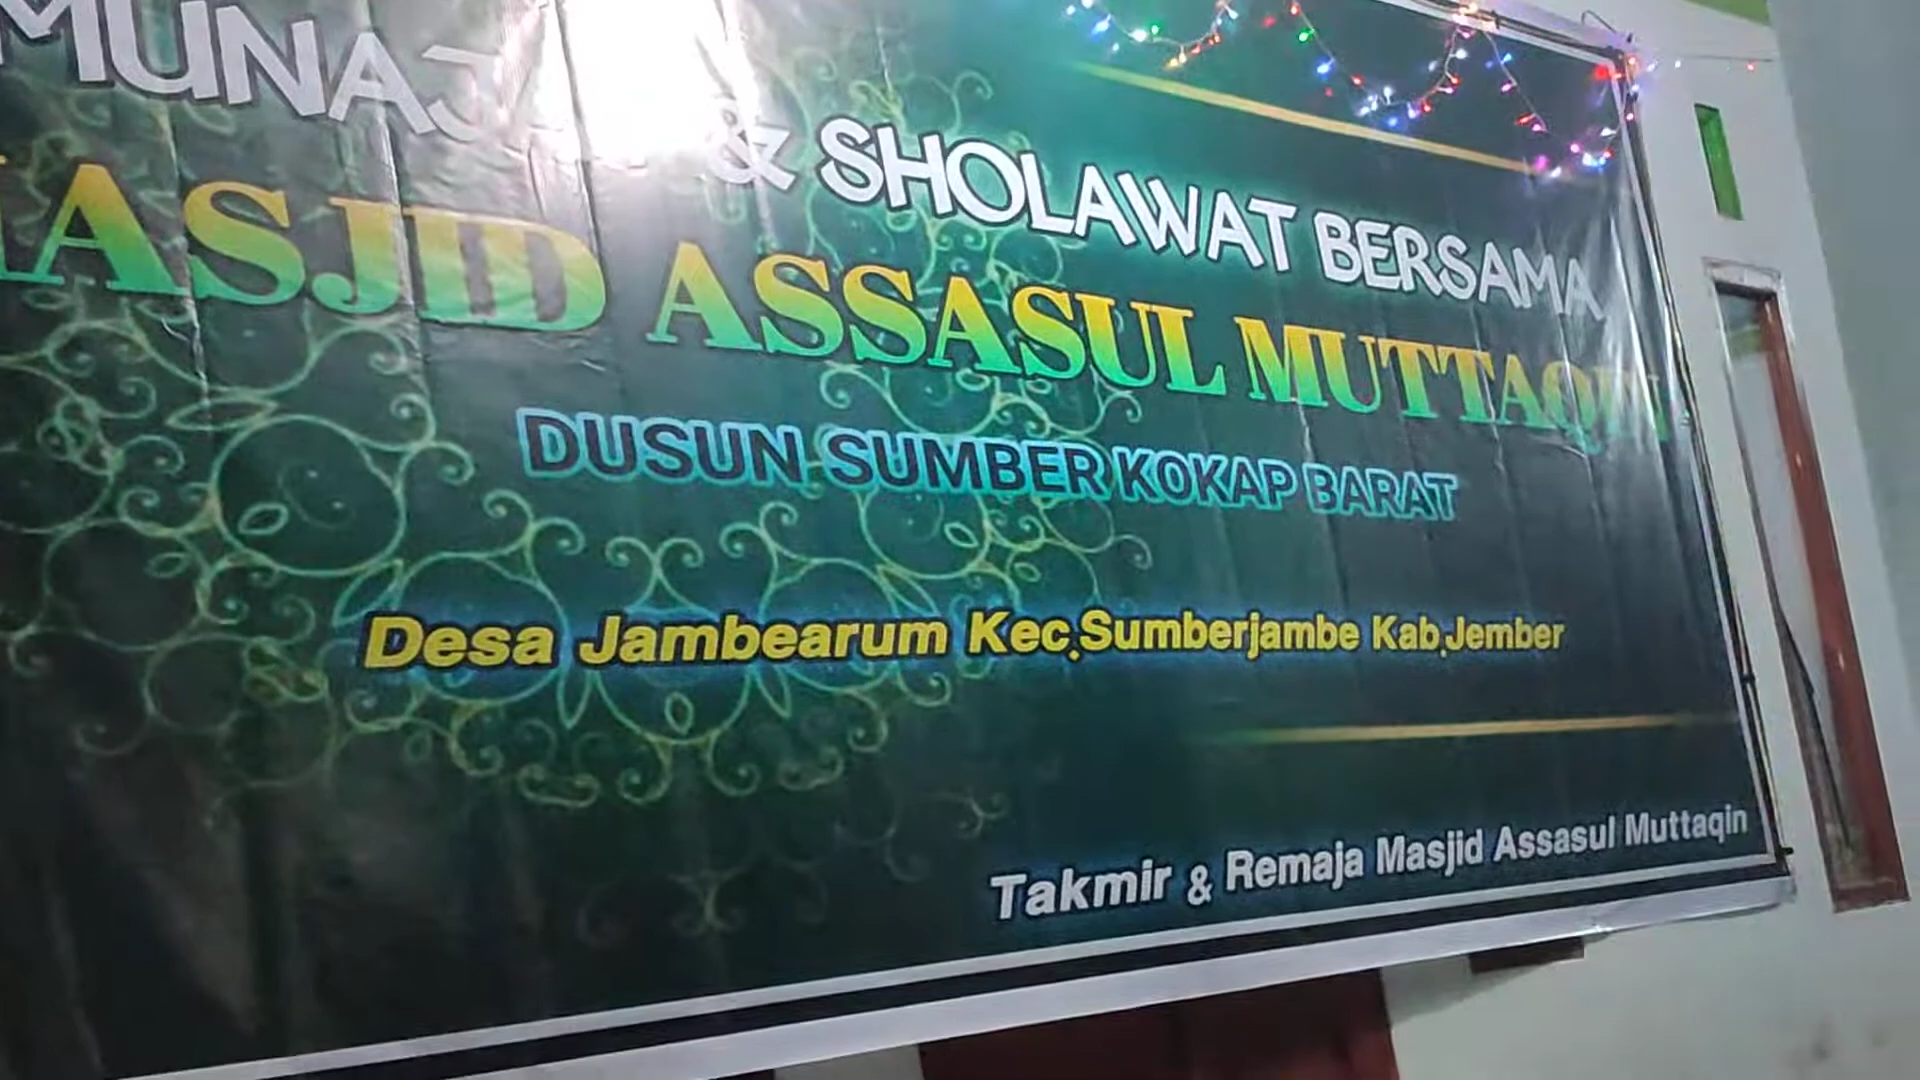 & SHOLAWAT BERSAMA
MASJID ASSASUL MUTTAQIN
DUSUN SUMBER KOKAP BARAT
Desa Jambearum Kec.Sumberjambe Kab.Jember
Takmir & Remaja Masjid Assasul Muttaqin